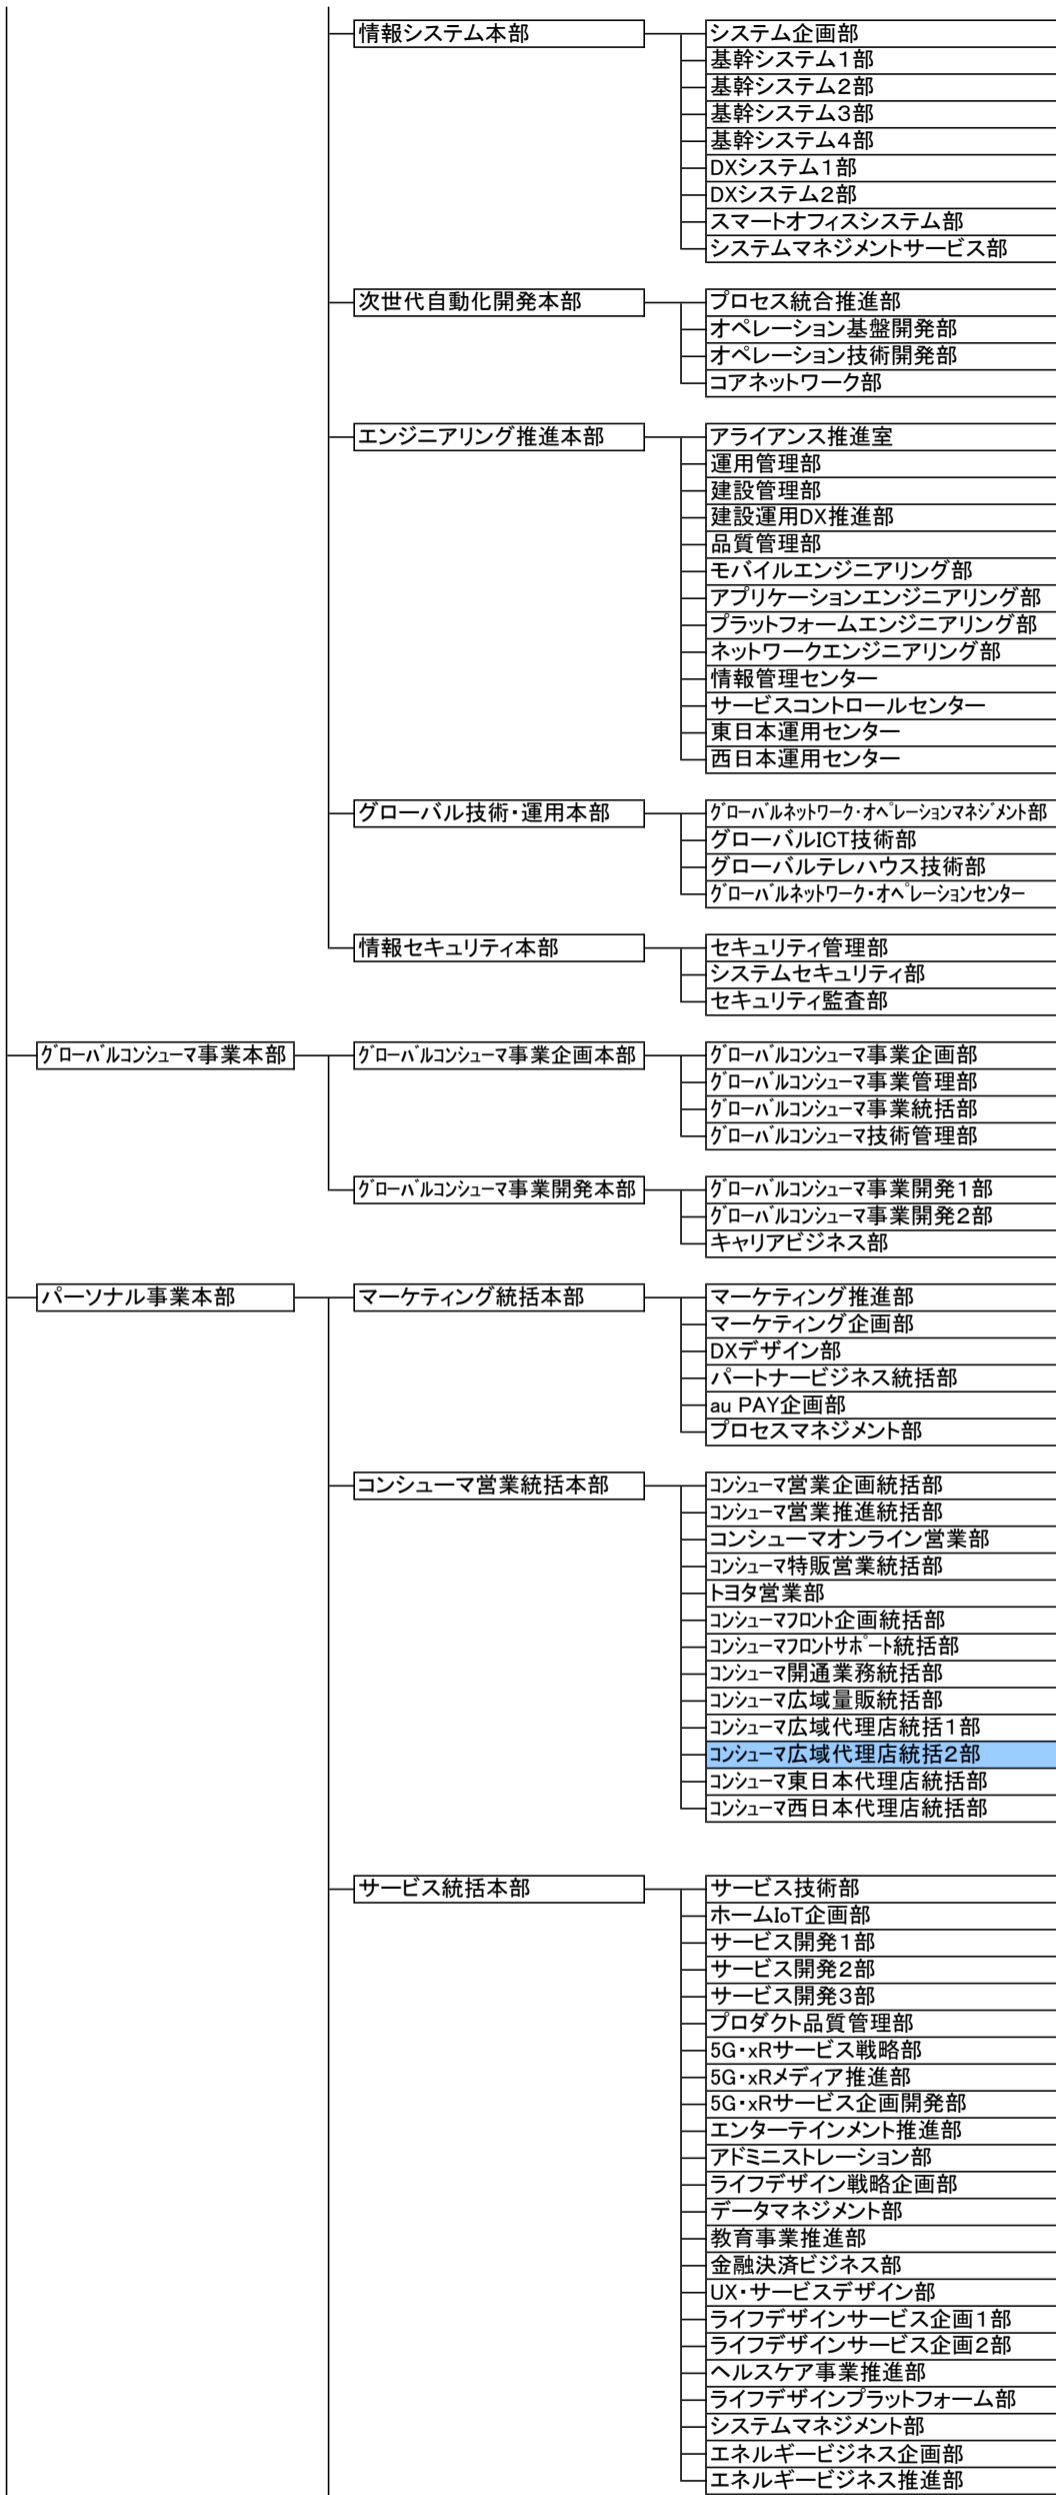 情報システム本部
システム企画部
基幹システム1部
基幹システム2部
基幹システム3部
基幹システム4部
DXシステム1部
DXシステム2部
スマートオフィスシステム部
システムマネジメントサービス部
次世代自動化開発本部
プロセス統合推進部
オペレーション基盤開発部
オペレーション技術開発部
コアネットワーク部
エンジニアリング推進本部
アライアンス推進室
運用管理部
建設管理部
建設運用DX推進部
品質管理部
モバイルエンジニアリング部
アプリケーションエンジニアリング部
プラットフォームエンジニアリング部
ネットワークエンジニアリング部
情報管理センター
サービスコントロールセンター
東日本運用センター
西日本運用センター
グローバル技術・運用本部
グローバルネットワーク・オペレーションマネジメント部
グローバルICT技術部
グローバルテレハウス技術部
グローバルネットワーク・オペレーションセンター
情報セキュリティ本部
セキュリティ管理部
システムセキュリティ部
セキュリティ監査部
グローバルコンシューマ事業本部
グローバルコンシューマ事業企画本部
グローバルコンシューマ事業企画部
グローバルコンシューマ事業管理部
グローバルコンシューマ事業統括部
グローバルコンシューマ技術管理部
グローバルコンシューマ事業開発本部
グローバルコンシューマ事業開発1部
グローバルコンシューマ事業開発2部
キャリアビジネス部
パーソナル事業本部
マーケティング統括本部
マーケティング推進部
マーケティング企画部
DXデザイン部
パートナービジネス統括部
au PAY企画部
プロセスマネジメント部
コンシューマ営業統括本部
コンシューマ営業企画統括部
コンシューマ営業推進統括部
コンシューマオンライン営業部
コンシューマ特販営業統括部
トヨタ営業部
コンシューマフロント企画統括部
コンシューマフロントサポート統括部
コンシューマ開通業務統括部
コンシューマ広域量販統括部
コンシューマ広域代理店統括1部
コンシューマ広域代理店統括2部
コンシューマ東日本代理店統括部
コンシューマ西日本代理店統括部
サービス統括本部
サービス技術部
ホームIoT企画部
サービス開発1部
サービス開発2部
サービス開発3部
プロダクト品質管理部
5G・xRサービス戦略部
5G・xRメディア推進部
5G・xRサービス企画開発部
エンターテインメント推進部
アドミニストレーション部
ライフデザイン戦略企画部
データマネジメント部
教育事業推進部
金融決済ビジネス部
UX・サービスデザイン部
ライフデザインサービス企画1部
ライフデザインサービス企画2部
ヘルスケア事業推進部
ライフデザインプラットフォーム部
システムマネジメント部
エネルギービジネス企画部
エネルギービジネス推進部